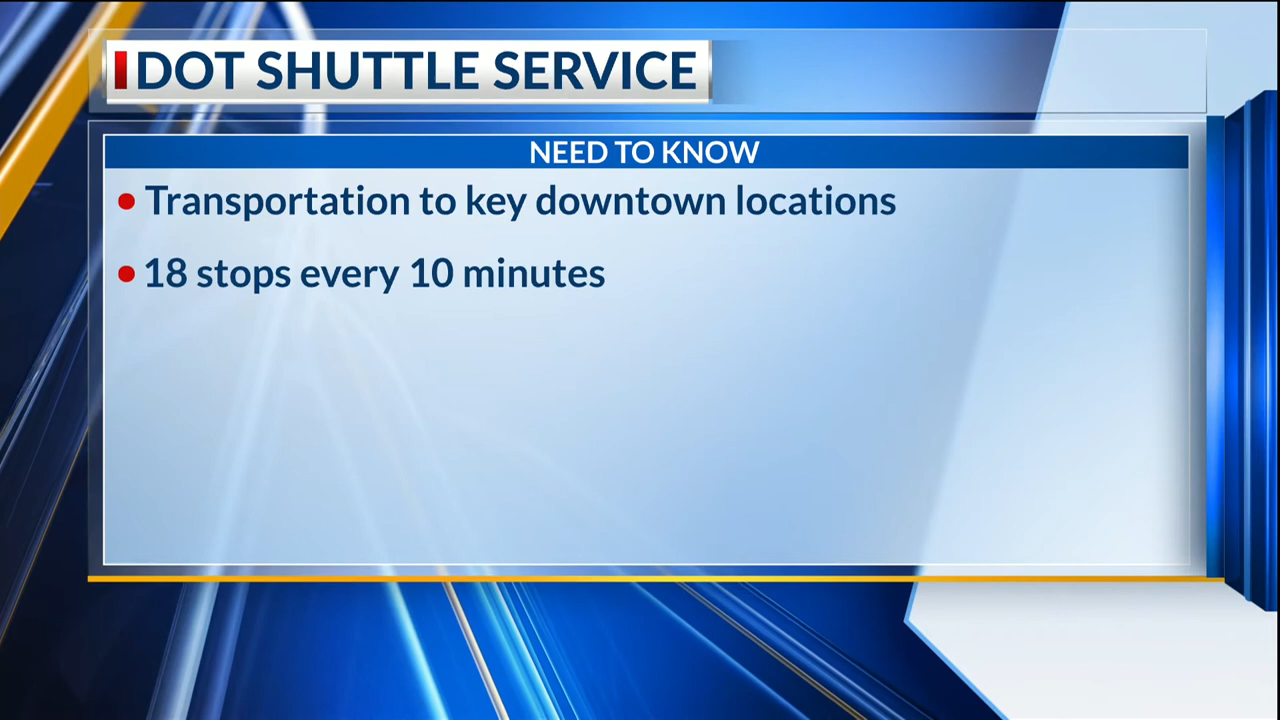 DOT SHUTTLE SERVICE
NEED TO KNOW
• Transportation to key downtown locations
• 18 stops every 10 minutes